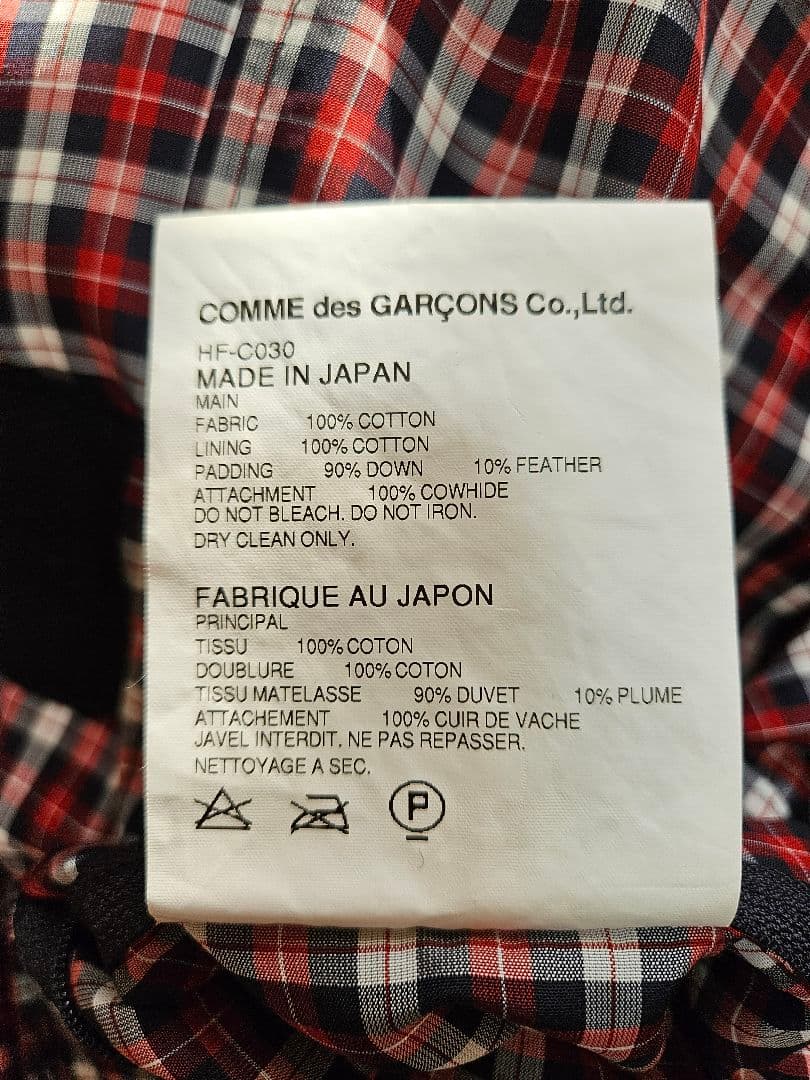 COMME des GARÇONS Co.,Ltd.
HF-C030
MADE IN JAPAN
MAIN
FABRIC 100% COTTON
LINING 100% COTTON
PADDING 90% DOWN 10% FEATHER
ATTACHMENT 100% COWHIDE
DO NOT BLEACH. DO NOT IRON.
DRY CLEAN ONLY.
FABRIQUE AU JAPON
PRINCIPAL
TISSU 100% COTON
DOUBLURE 100% COTON
TISSU MATELASSE 90% DUVET 10% PLUME
ATTACHEMENT 100% CUIR DE VACHE
JAVEL INTERDIT. NE PAS REPASSER.
NETTOYAGE A SEC.
P